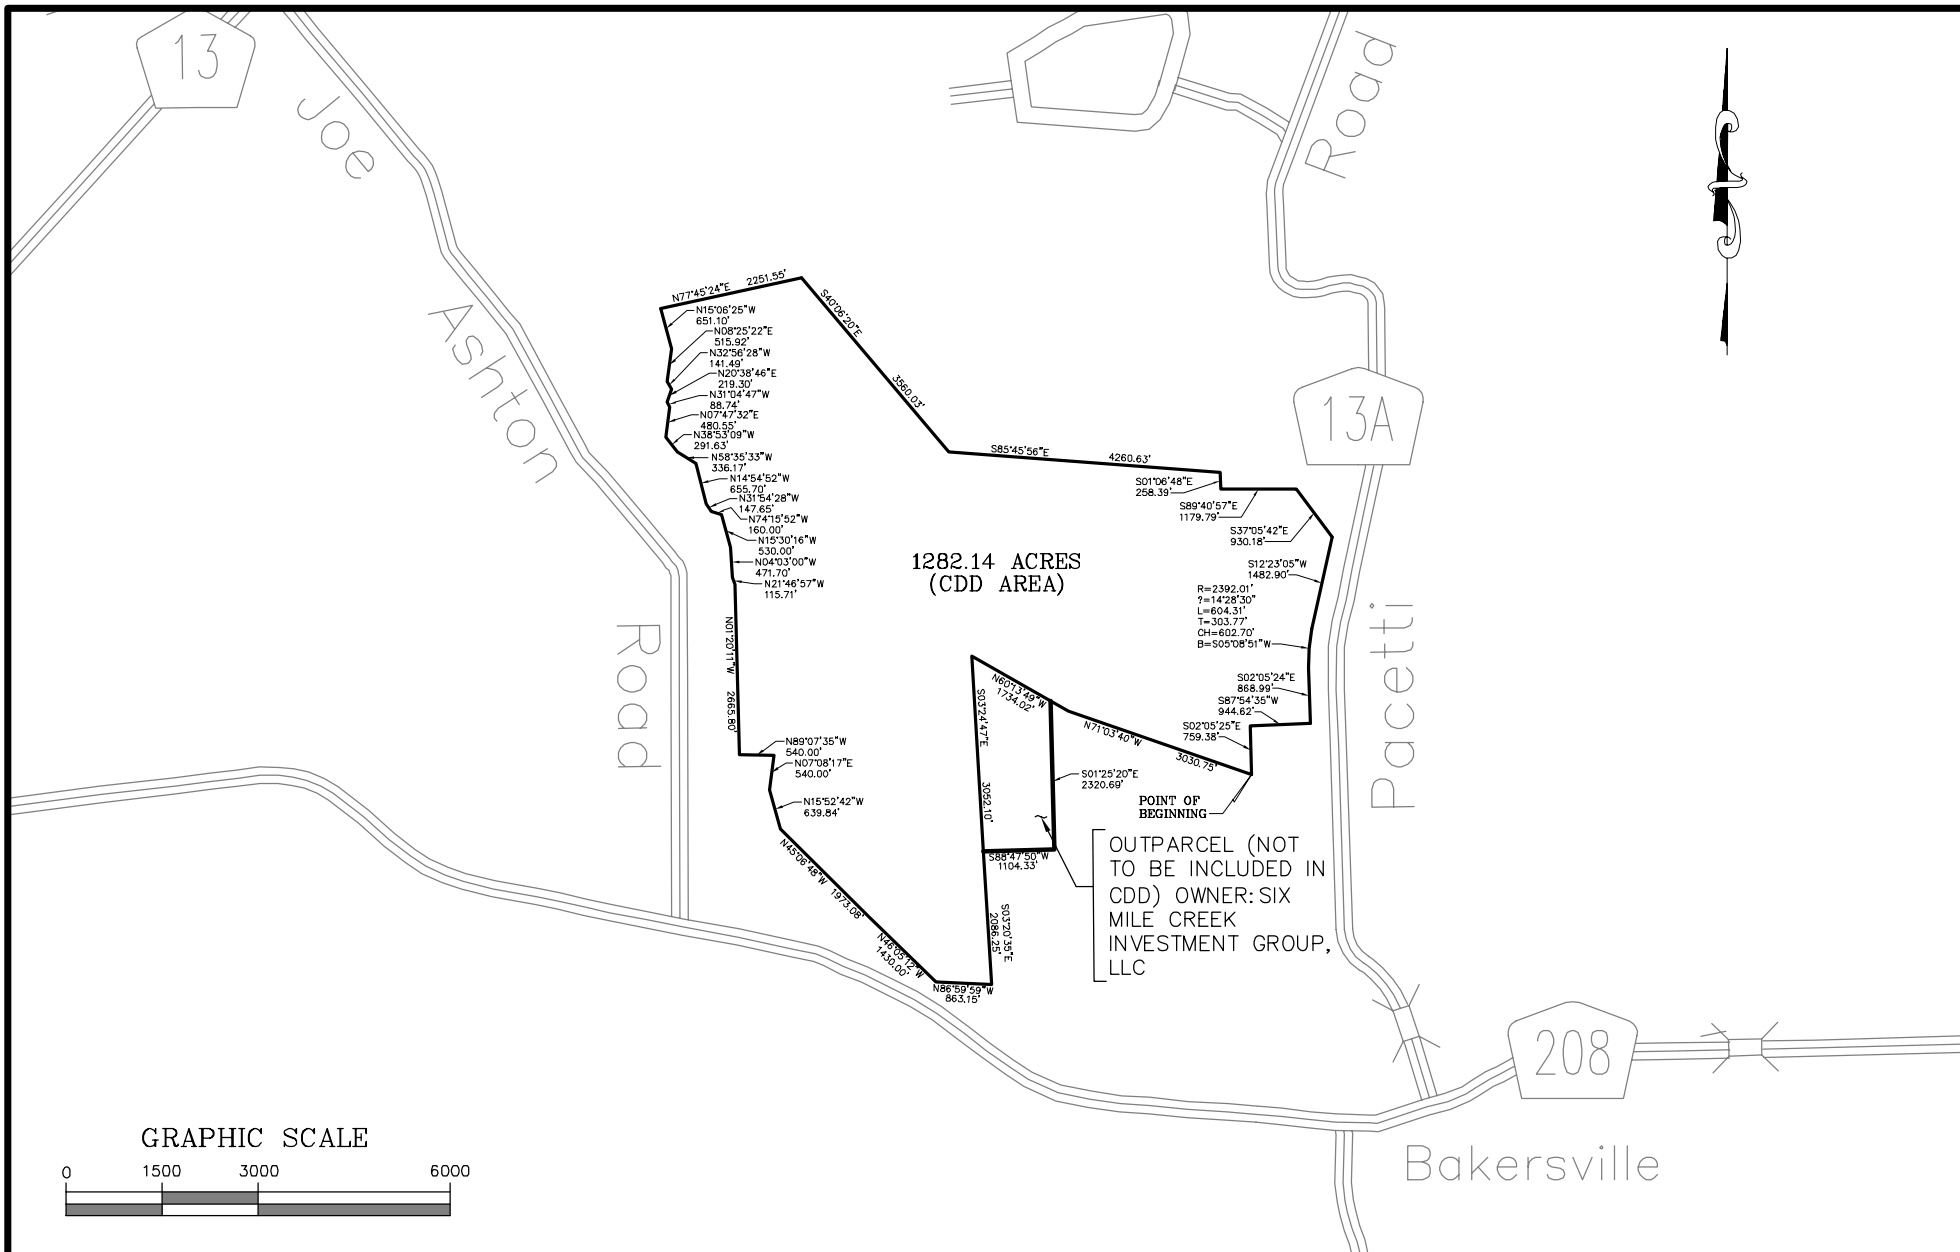 13
Joe
Ashton
Road
Road
13A
Pacetti
208
Bakersville
N77°45'24"E 2251.55'
S40°06'20"E
3560.03'
N15°06'25"W
651.10'
N08°25'22"E
515.92'
N32°56'28"W
141.49'
N20°38'46"E
219.30'
N31°04'47"W
88.74'
N07°47'32"E
480.55'
N38°53'09"W
291.63'
N58°35'33"W
336.17'
N14°54'52"W
655.70'
N31°54'28"W
147.65'
N74°15'52"W
160.00'
N15°30'16"W
530.00'
N04°03'00"W
471.70'
N21°46'57"W
115.71'
N01°20'11"W 2665.80'
N89°07'35"W
540.00'
N07°08'17"E
540.00'
N15°52'42"W
639.84'
N45°06'48"W 1973.08'
N46°05'12"W
1430.00'
N86°59'59"W
863.15'
S03°20'35"E
2086.25'
S88°47'50"W
1104.33'
S03°24'47"E
3052.10'
N60°13'49"W
1734.02'
S01°25'20"E
2320.69'
N71°03'40"W
3030.75'
S85°45'56"E 4260.63'
S01°06'48"E
258.39'
S89°40'57"E
1179.79'
S37°05'42"E
930.18'
S12°23'05"W
1482.90'
R=2392.01'
?=14°28'30"
L=604.31'
T=303.77'
CH=602.70'
B=S05°08'51"W
S02°05'24"E
868.99'
S87°54'35"W
944.62'
S02°05'25"E
759.38'
1282.14 ACRES
(CDD AREA)
POINT OF
BEGINNING
OUTPARCEL (NOT
TO BE INCLUDED IN
CDD) OWNER: SIX
MILE CREEK
INVESTMENT GROUP,
LLC
GRAPHIC SCALE
0 1500 3000 6000